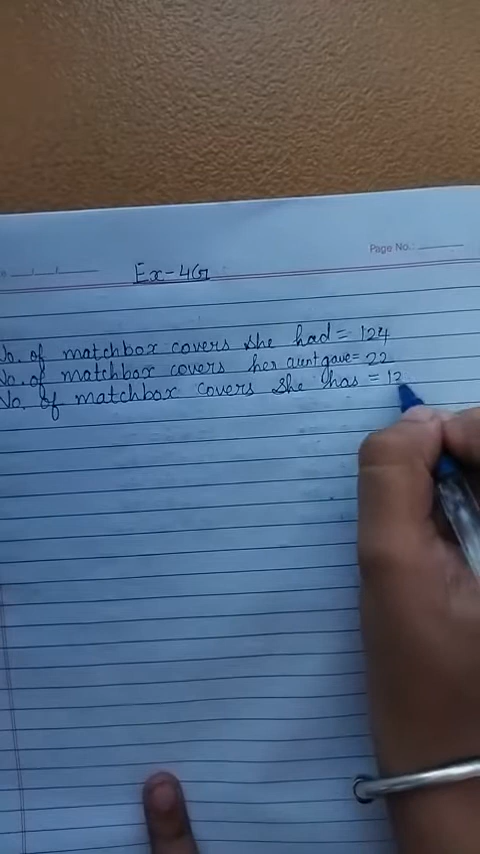 Page No.:
Ex-4G
No. of matchbox covers she had = 124
No. of matchbox covers her aunt gave = 22
No. of matchbox covers she has = 12